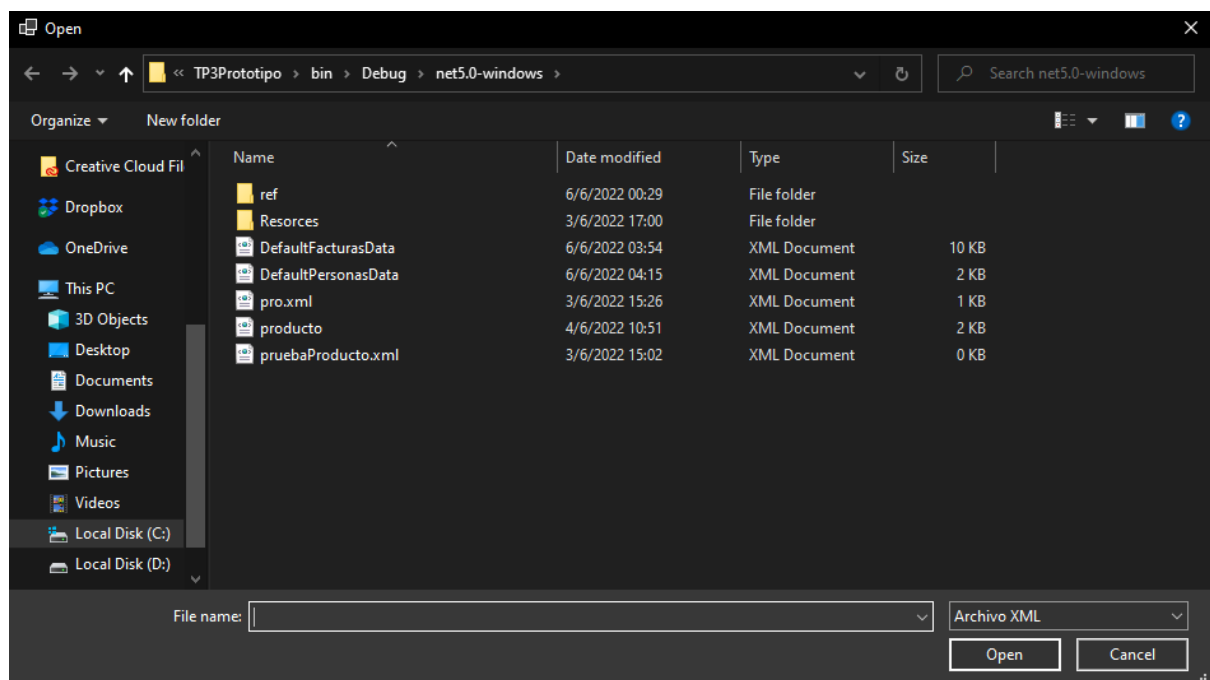 Open
« TP3Prototipo › bin › Debug › net5.0-windows ›
Search net5.0-windows
Organize
New folder
Name Date modified Type Size
Creative Cloud Fil
Dropbox
OneDrive
This PC
3D Objects
Desktop
Documents
Downloads
Music
Pictures
Videos
Local Disk (C:)
Local Disk (D:)
ref 6/6/2022 00:29 File folder
Resorces 3/6/2022 17:00 File folder
DefaultFacturasData 6/6/2022 03:54 XML Document 10 KB
DefaultPersonasData 6/6/2022 04:15 XML Document 2 KB
pro.xml 3/6/2022 15:26 XML Document 1 KB
producto 4/6/2022 10:51 XML Document 2 KB
pruebaProducto.xml 3/6/2022 15:02 XML Document 0 KB
File name:
Archivo XML
Open
Cancel